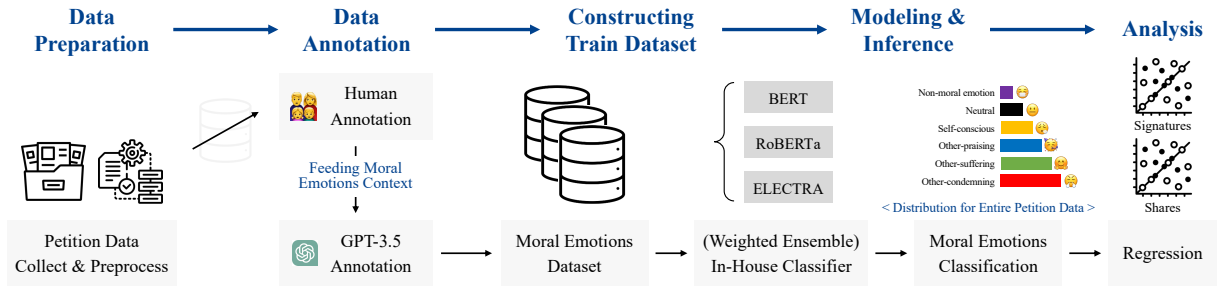 Data
Preparation
Data
Annotation
Constructing
Train Dataset
Modeling &
Inference
Analysis
Human
Annotation
Feeding Moral
Emotions Context
BERT
RoBERTa
ELECTRA
Non-moral emotion
Neutral
Self-conscious
Other-praising
Other-suffering
Other-condemning
< Distribution for Entire Petition Data >
Signatures
Shares
Petition Data
Collect & Preprocess
GPT-3.5
Annotation
Moral Emotions
Dataset
(Weighted Ensemble)
In-House Classifier
Moral Emotions
Classification
Regression